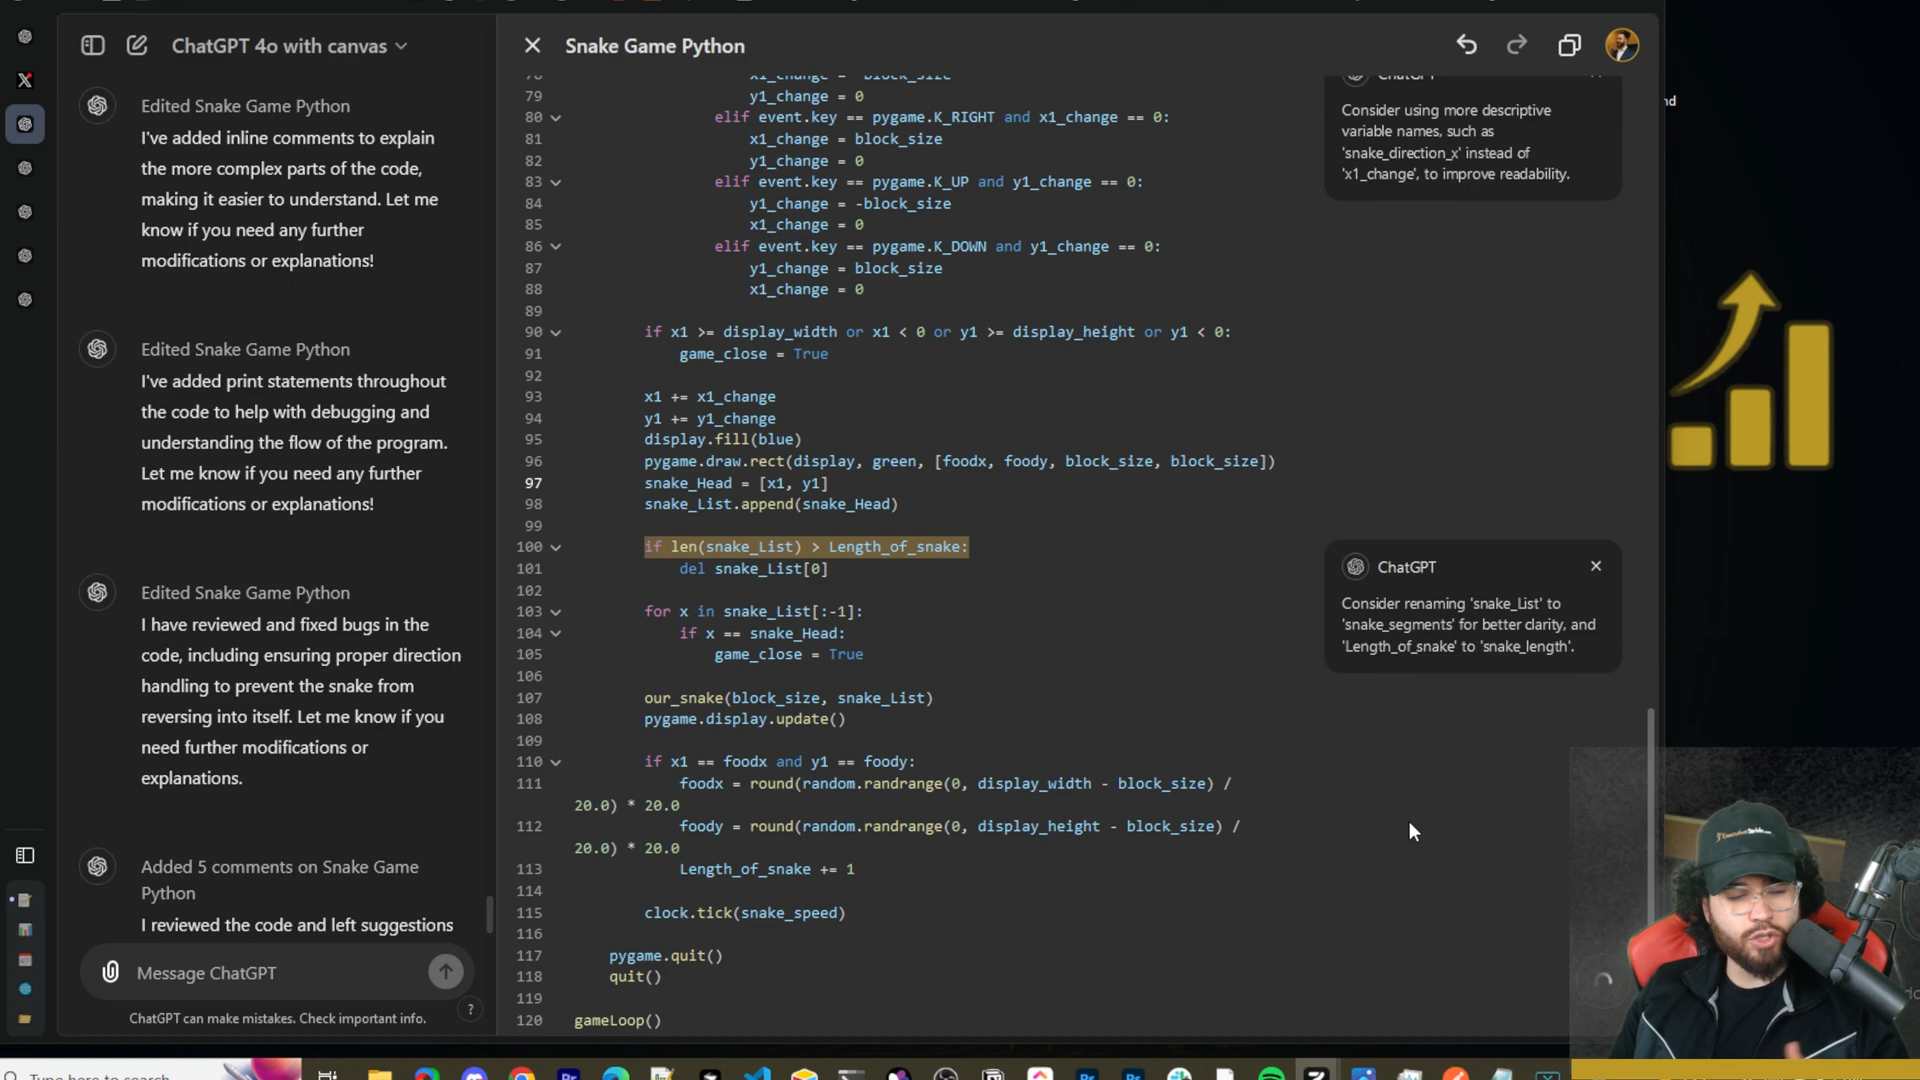 ChatGPT 4o with canvas
Edited Snake Game Python
I've added inline comments to explain
the more complex parts of the code,
making it easier to understand. Let me
know if you need any further
modifications or explanations!
Edited Snake Game Python
I've added print statements throughout
the code to help with debugging and
understanding the flow of the program.
Let me know if you need any further
modifications or explanations!
Edited Snake Game Python
I have reviewed and fixed bugs in the
code, including ensuring proper direction
handling to prevent the snake from
reversing into itself. Let me know if you
need further modifications or
explanations.
Added 5 comments on Snake Game
Python
I reviewed the code and left suggestions
Message ChatGPT
ChatGPT can make mistakes. Check important info.
?
Snake Game Python
78 x1_change = -block_size
79 y1_change = 0
80 elif event.key == pygame.K_RIGHT and x1_change == 0:
81 x1_change = block_size
82 y1_change = 0
83 elif event.key == pygame.K_UP and y1_change == 0:
84 y1_change = -block_size
85 x1_change = 0
86 elif event.key == pygame.K_DOWN and y1_change == 0:
87 y1_change = block_size
88 x1_change = 0
89
90 if x1 >= display_width or x1 < 0 or y1 >= display_height or y1 < 0:
91 game_close = True
92
93 x1 += x1_change
94 y1 += y1_change
95 display.fill(blue)
96 pygame.draw.rect(display, green, [foodx, foody, block_size, block_size])
97 snake_Head = [x1, y1]
98 snake_List.append(snake_Head)
99
100 if len(snake_List) > Length_of_snake:
101 del snake_List[0]
102
103 for x in snake_List[:-1]:
104 if x == snake_Head:
105 game_close = True
106
107 our_snake(block_size, snake_List)
108 pygame.display.update()
109
110 if x1 == foodx and y1 == foody:
111 foodx = round(random.randrange(0, display_width - block_size) /
20.0) * 20.0
112 foody = round(random.randrange(0, display_height - block_size) /
20.0) * 20.0
113 Length_of_snake += 1
114
115 clock.tick(snake_speed)
116
117 pygame.quit()
118 quit()
119
120 gameLoop()
ChatGPT
Consider using more descriptive
variable names, such as
'snake_direction_x' instead of
'x1_change', to improve readability.
ChatGPT
Consider renaming 'snake_List' to
'snake_segments' for better clarity, and
'Length_of_snake' to 'snake_length'.
nd
Type here to search